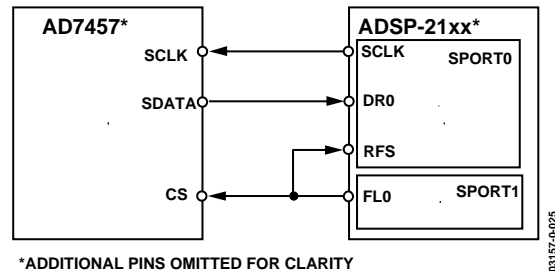 AD7457*
ADSP-21xx*
SCLK
SCLK
SPORT0
SDATA
DR0
RFS
CS
FL0
SPORT1
*ADDITIONAL PINS OMITTED FOR CLARITY
03157-0-025